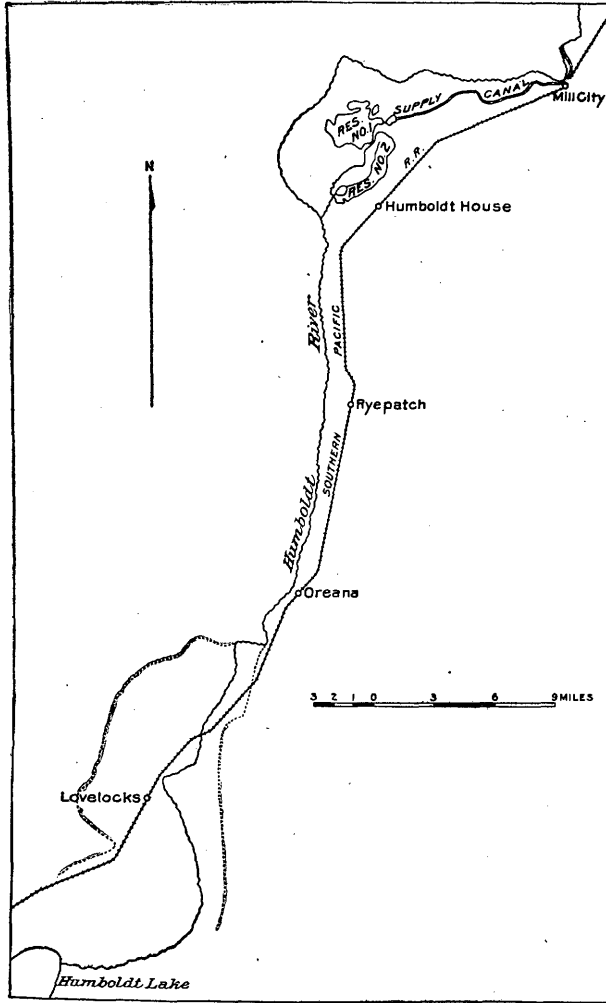 Mill City
SUPPLY CANAL
RES. NO.1
RES. NO.2
R.R.
N
Humboldt House
River
PACIFIC
Ryepatch
SOUTHERN
Humboldt
Oreana
3 2 1 0 3 6 9 MILES
Lovelocks
Humboldt Lake